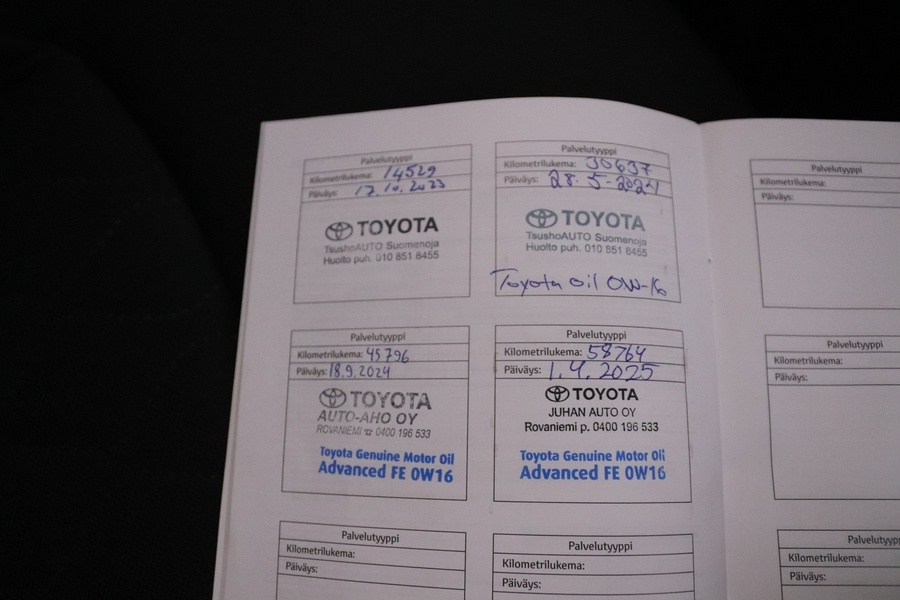 Palvelutyyppi
Kilometrilukema: 14529
Päiväys: 17.10.2023
TOYOTA
TsushoAUTO Suomenoja
Huolto puh. 010 851 8455
Palvelutyyppi
Kilometrilukema: 30637
Päiväys: 28.5-2024
TOYOTA
TsushoAUTO Suomenoja
Huolto puh. 010 851 8455
Toyota oil 0W-16
Palvelutyyppi
Kilometrilukema: 45796
Päiväys: 18.9.2024
TOYOTA
AUTO-AHO OY
ROVANIEMI ☎ 0400 196 533
Toyota Genuine Motor Oil
Advanced FE 0W16
Palvelutyyppi
Kilometrilukema: 58764
Päiväys: 1.4.2025
TOYOTA
JUHAN AUTO OY
Rovaniemi p. 0400 196 533
Toyota Genuine Motor Oil
Advanced FE 0W16
Palvelutyyppi
Kilometrilukema:
Päiväys:
Palvelutyyppi
Kilometrilukema:
Päiväys:
Palvelutyyppi
Kilometrilukema:
Päiväys:
Palvelutyyppi
Kilometrilukema:
Päiväys:
Palvelutyyppi
Kilometrilukema:
Päiväys: